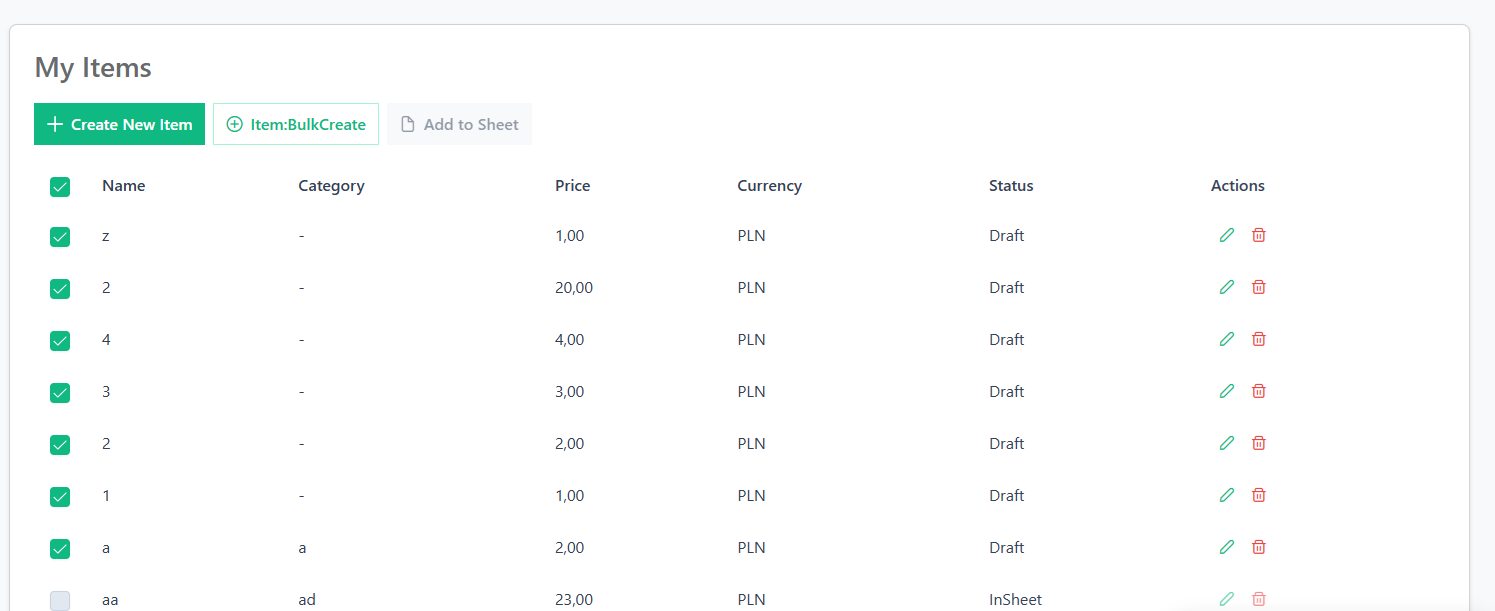 My Items
Create New Item Item:BulkCreate Add to Sheet
Name Category Price Currency Status Actions
z - 1,00 PLN Draft
2 - 20,00 PLN Draft
4 - 4,00 PLN Draft
3 - 3,00 PLN Draft
2 - 2,00 PLN Draft
1 - 1,00 PLN Draft
a a 2,00 PLN Draft
aa ad 23,00 PLN InSheet